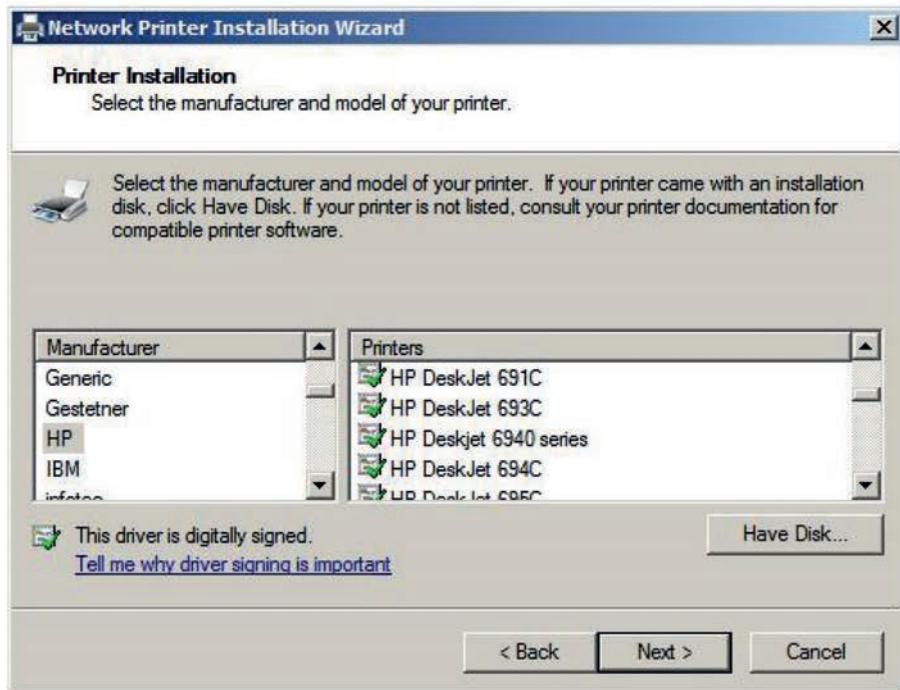 Network Printer Installation Wizard
Printer Installation
Select the manufacturer and model of your printer.
Select the manufacturer and model of your printer. If your printer came with an installation
disk, click Have Disk. If your printer is not listed, consult your printer documentation for
compatible printer software.
Manufacturer
Generic
Gestetner
HP
IBM
infotec
Printers
HP DeskJet 691C
HP DeskJet 693C
HP Deskjet 6940 series
HP DeskJet 694C
HP DeskJet 695C
This driver is digitally signed.
Tell me why driver signing is important
Have Disk...
< Back
Next >
Cancel